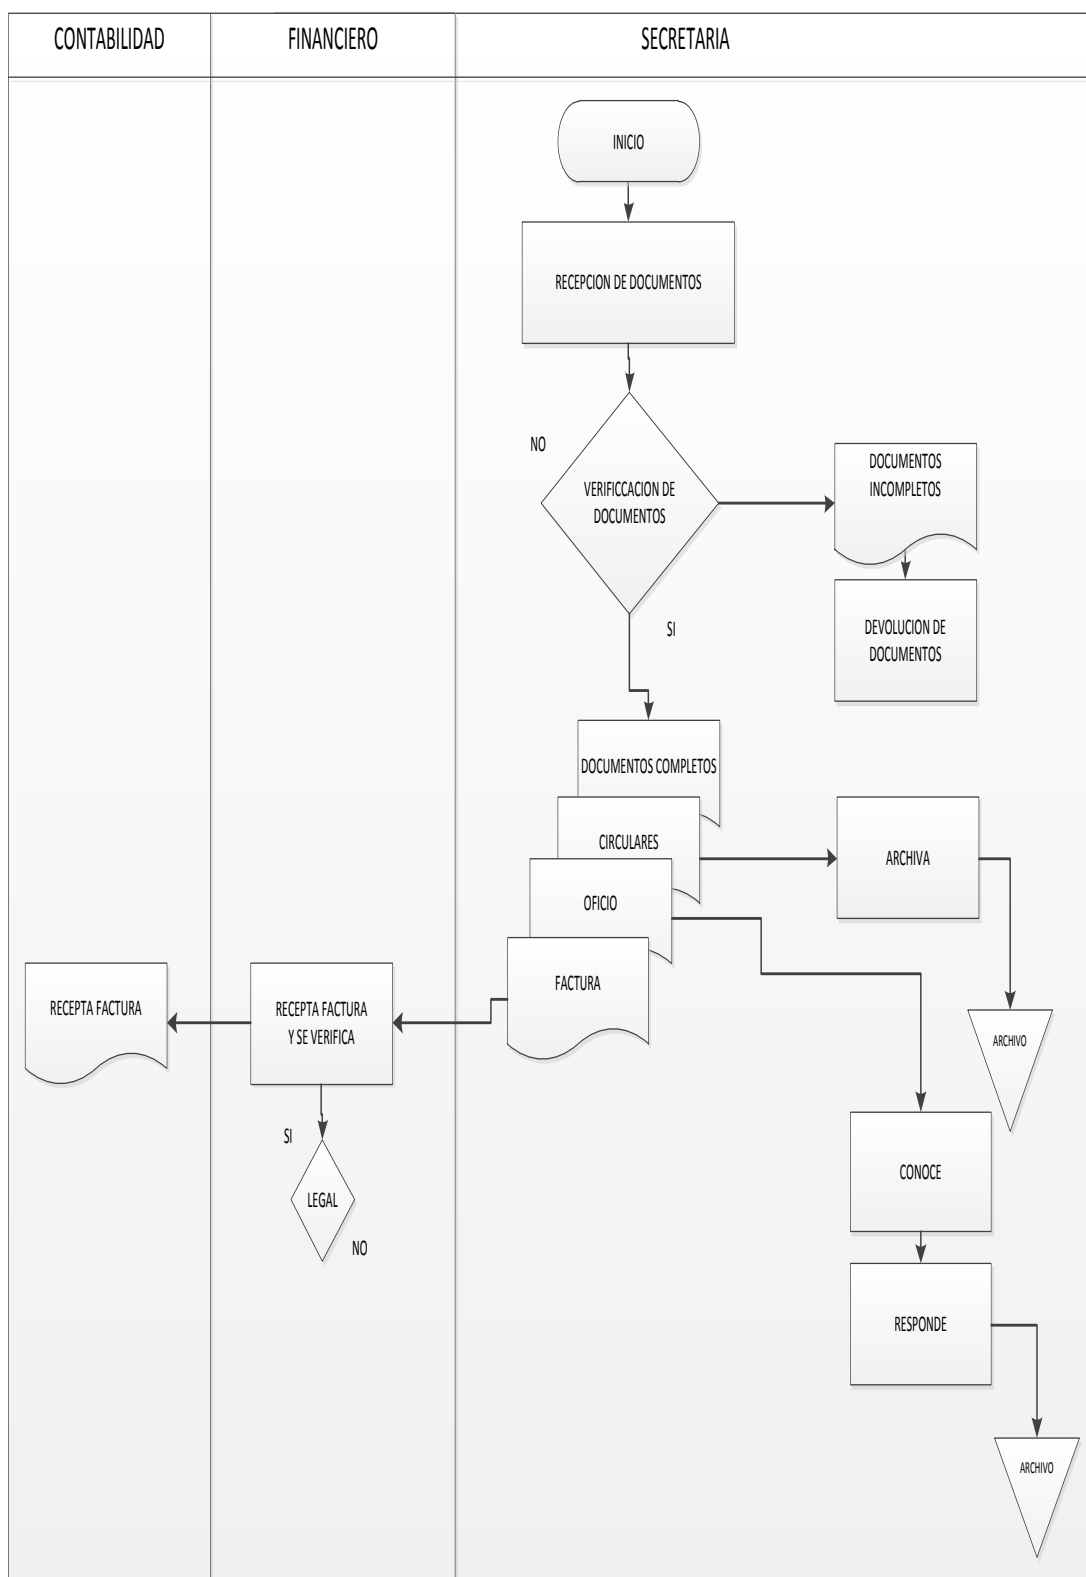 CONTABILIDAD
FINANCIERO
SECRETARIA
INICIO
RECEPCION DE DOCUMENTOS
NO
VERIFICCACION DE
DOCUMENTOS
DOCUMENTOS
INCOMPLETOS
SI
DEVOLUCION DE
DOCUMENTOS
DOCUMENTOS COMPLETOS
CIRCULARES
ARCHIVA
OFICIO
FACTURA
RECEPTA FACTURA
RECEPTA FACTURA
Y SE VERIFICA
ARCHIVO
SI
LEGAL
NO
CONOCE
RESPONDE
ARCHIVO